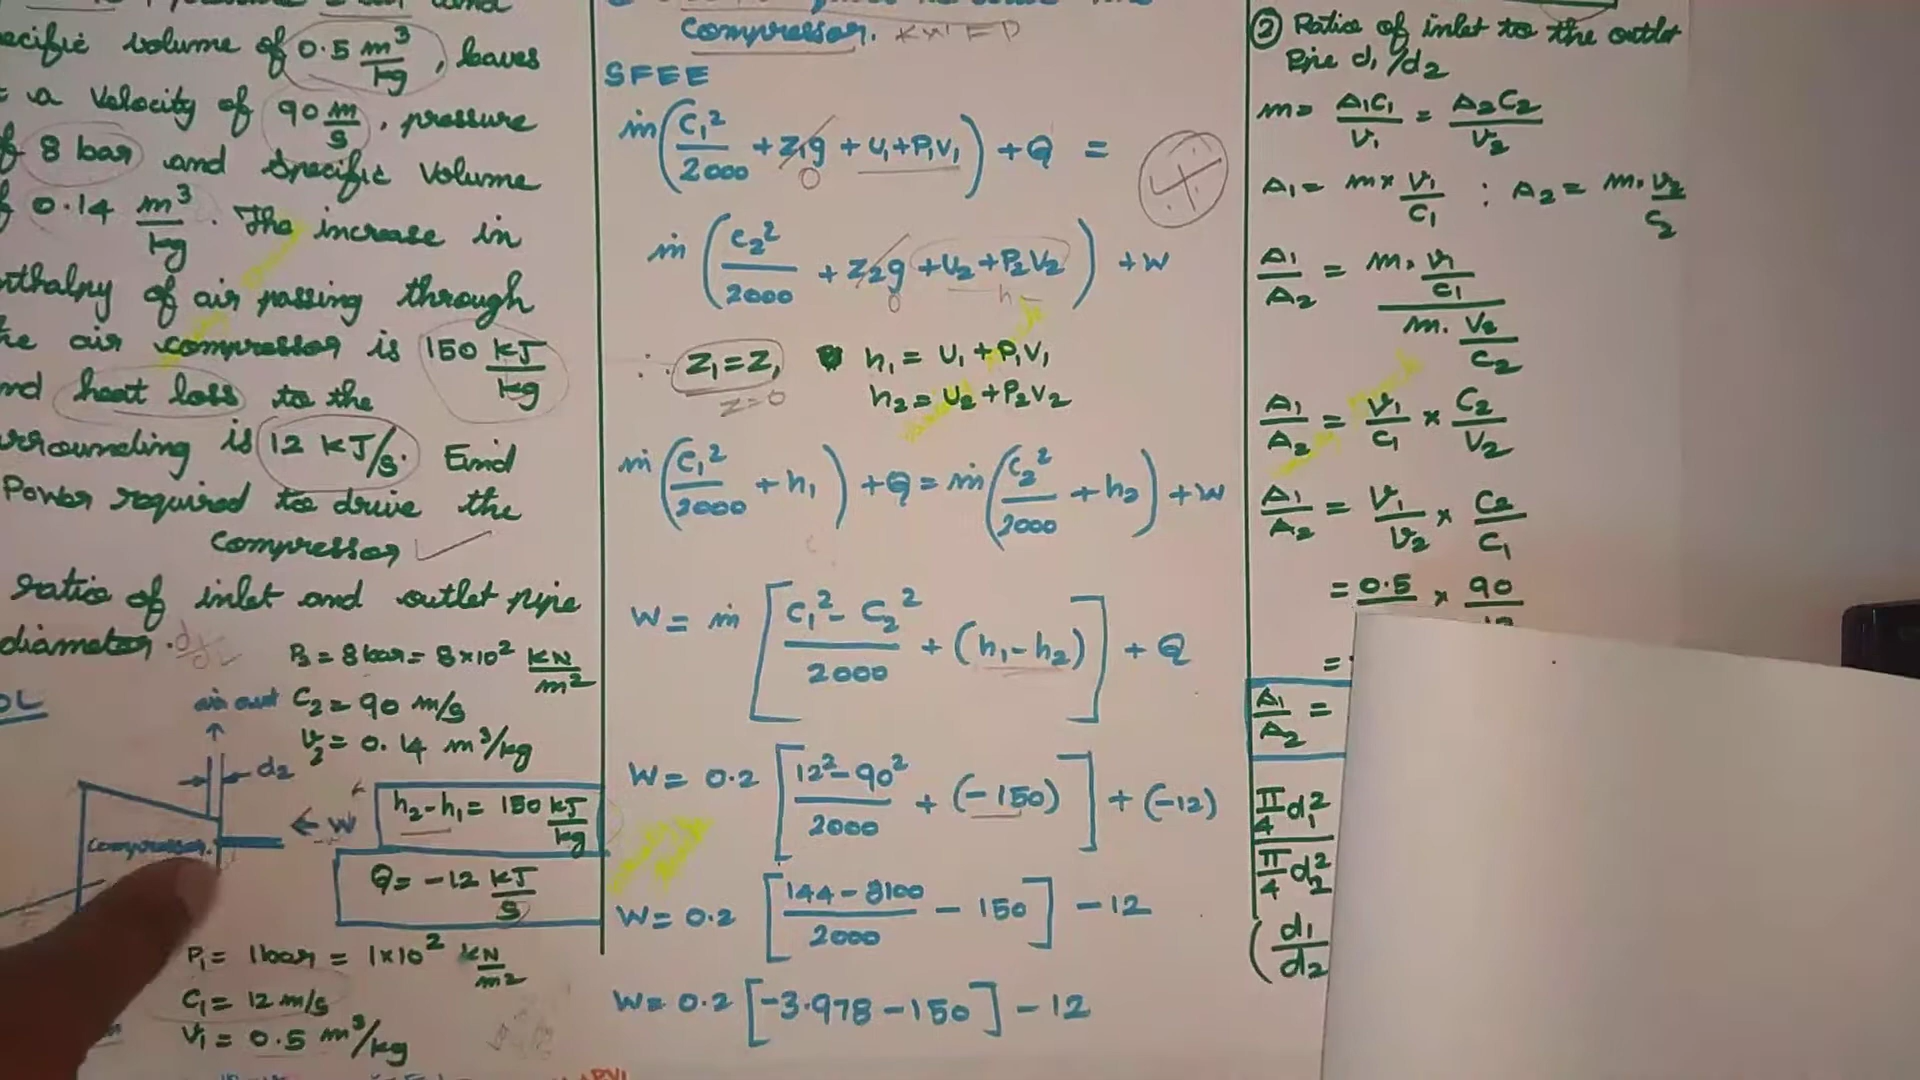 specific volume of 0.5 m³/kg, leaves
a velocity of 90 m/s, pressure
of 8 bar and specific volume
of 0.14 m³/kg. The increase in
enthalpy of air passing through
the air compressor is 150 kJ/kg
and heat loss to the
surrounding is 12 kJ/s. Find
Power required to drive the
compressor
ratio of inlet and outlet pipe
diameter.
P₂ = 8 bar = 8×10² KN/m²
air out
C₂ = 90 m/s
v₂ = 0.14 m³/kg
d₂
Compressor
← W
h₂-h₁ = 150 kJ/kg
Q = -12 kJ/s
P₁ = 1 bar = 1×10² KN/m²
C₁ = 12 m/s
V₁ = 0.5 m³/kg
Compressor.
SFEE
ṁ(C₁²/2000 + Z₁g + u₁+P₁V₁) + Q =
0
ṁ(C₂²/2000 + Z₂g + u₂+P₂V₂) + W
0
h
∴ Z₁=Z, h₁ = U₁ + P₁V₁
Z=0 h₂ = U₂ + P₂V₂
ṁ(C₁²/2000 + h₁) + Q = ṁ(C₂²/2000 + h₂) + W
W = ṁ[C₁²-C₂²/2000 + (h₁-h₂)] + Q
W = 0.2 [12²-90²/2000 + (-150)] + (-12)
W = 0.2 [144-8100/2000 - 150] - 12
W = 0.2 [-3.978 - 150] - 12
② Ratio of inlet to the outlet
Pipe d₁/d₂
m = A₁C₁/V₁ = A₂C₂/V₂
A₁ = m× V₁/C₁ : A₂ = m. V₂/C₂
A₁/A₂ = m. V₁/C₁ / m. V₂/C₂
A₁/A₂ = V₁/C₁ × C₂/V₂
A₁/A₂ = V₁/V₂ × C₂/C₁
= 0.5 × 90
=
A₁/A₂ =
π/4 d₁²
π/4 d₂²
(d₁/d₂